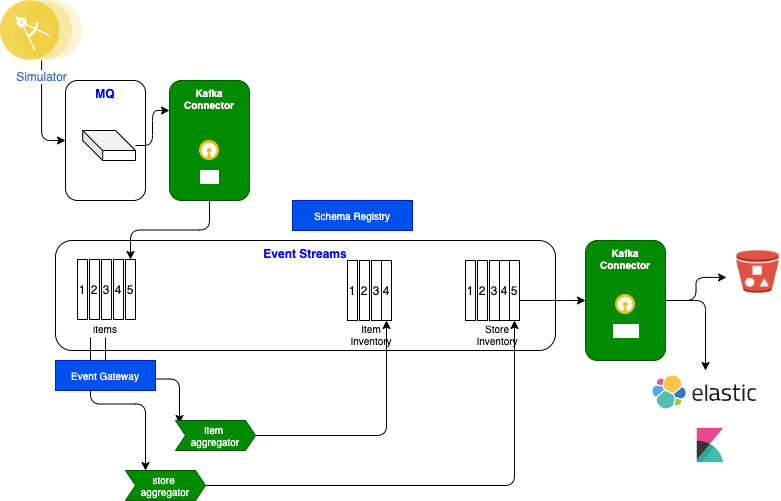 Simulator
MQ
Kafka
Connector
Schema Registry
Event Streams
1 2 3 4 5
items
1 2 3 4
Item
Inventory
1 2 3 4 5
Store
Inventory
Kafka
Connector
Event Gateway
elastic
item
aggregator
store
aggregator